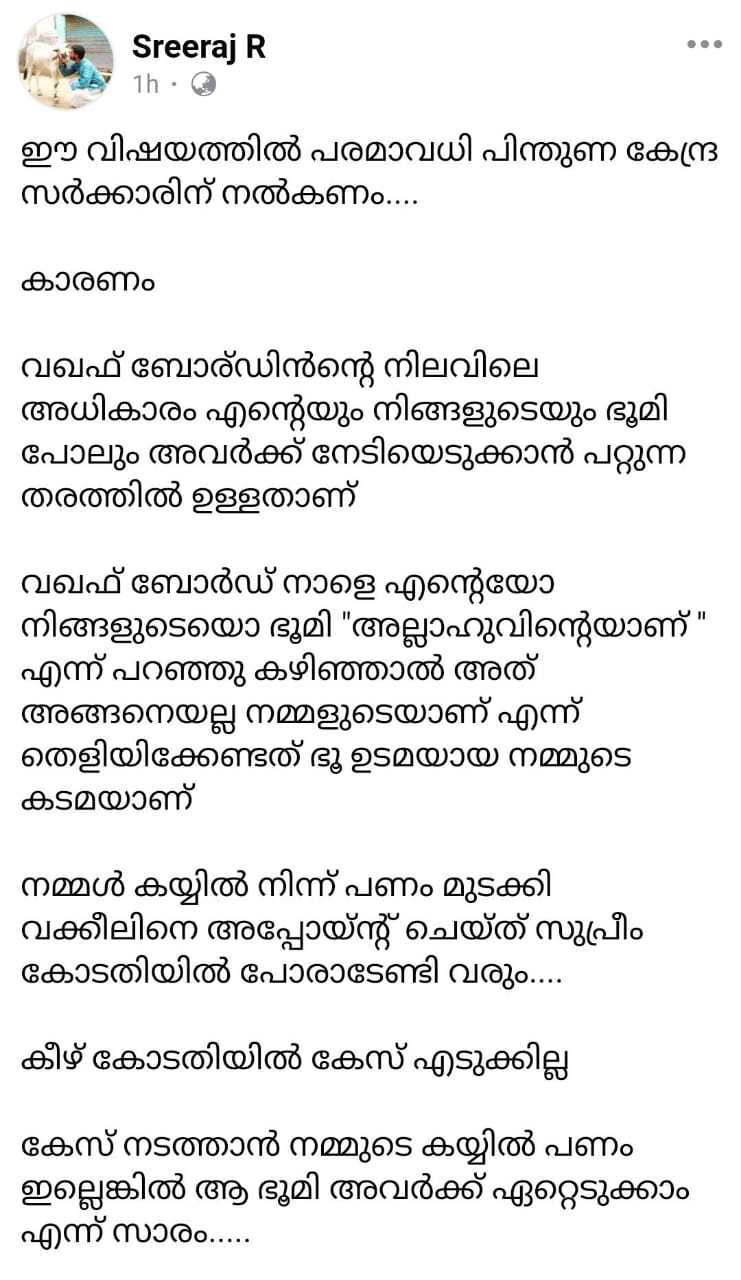 Sreeraj R
1h ·
ഈ വിഷയത്തിൽ പരമാവധി പിന്തുണ കേന്ദ്ര
സർക്കാരിന് നൽകണം....
കാരണം
വഖഫ് ബോര്ഡിൻന്റെ നിലവിലെ
അധികാരം എന്റെയും നിങ്ങളുടെയും ഭൂമി
പോലും അവർക്ക് നേടിയെടുക്കാൻ പറ്റുന്ന
തരത്തിൽ ഉള്ളതാണ്
വഖഫ് ബോർഡ് നാളെ എന്റെയോ
നിങ്ങളുടെയൊ ഭൂമി "അല്ലാഹുവിന്റെയാണ് "
എന്ന് പറഞ്ഞു കഴിഞ്ഞാൽ അത്
അങ്ങനെയല്ല നമ്മളുടെയാണ് എന്ന്
തെളിയിക്കേണ്ടത് ഭൂ ഉടമയായ നമ്മുടെ
കടമയാണ്
നമ്മൾ കയ്യിൽ നിന്ന് പണം മുടക്കി
വക്കീലിനെ അപ്പോയ്ന്റ് ചെയ്ത് സുപ്രീം
കോടതിയിൽ പോരാടേണ്ടി വരും....
കീഴ് കോടതിയിൽ കേസ് എടുക്കില്ല
കേസ് നടത്താൻ നമ്മുടെ കയ്യിൽ പണം
ഇല്ലെങ്കിൽ ആ ഭൂമി അവർക്ക് ഏറ്റെടുക്കാം
എന്ന് സാരം.....